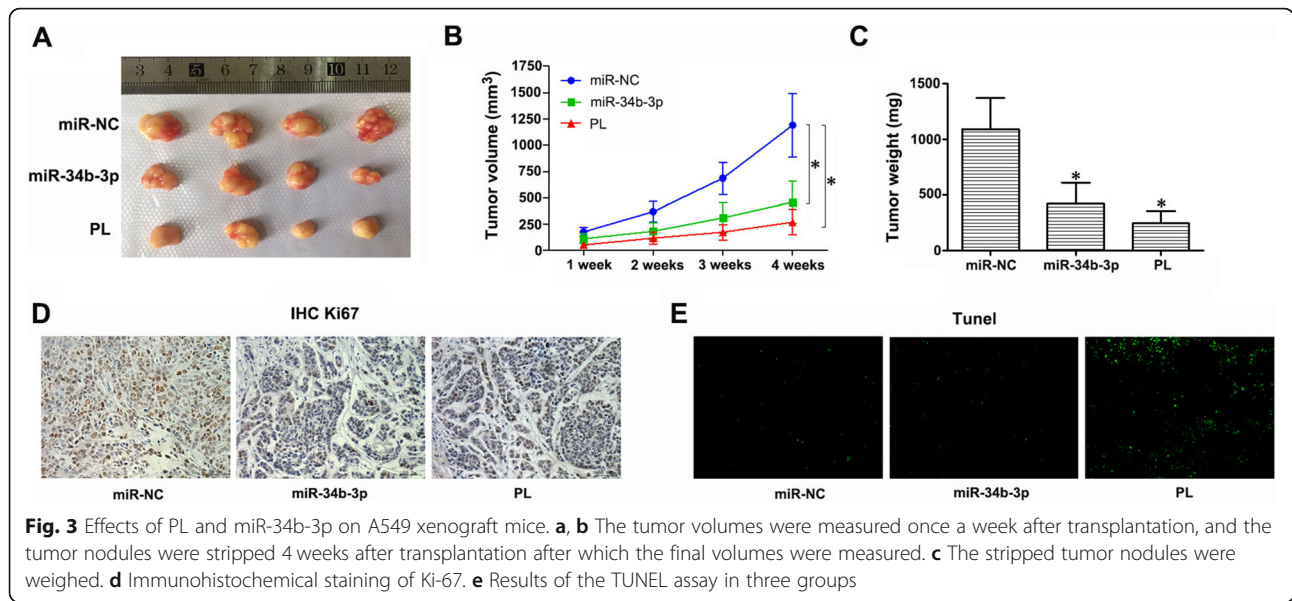 A
3 4 5 6 7 8 9 10 11 12
miR-NC
miR-34b-3p
PL
B
Tumor volume (mm³)
1750
1500
1250
1000
750
500
250
0
1 week 2 weeks 3 weeks 4 weeks
miR-NC
miR-34b-3p
PL
*
*
C
Tumor weight (mg)
1500
1000
500
0
*
*
miR-NC miR-34b-3p PL
D
IHC Ki67
miR-NC miR-34b-3p PL
E
Tunel
miR-NC miR-34b-3p PL
Fig. 3 Effects of PL and miR-34b-3p on A549 xenograft mice. a, b The tumor volumes were measured once a week after transplantation, and the
tumor nodules were stripped 4 weeks after transplantation after which the final volumes were measured. c The stripped tumor nodules were
weighed. d Immunohistochemical staining of Ki-67. e Results of the TUNEL assay in three groups